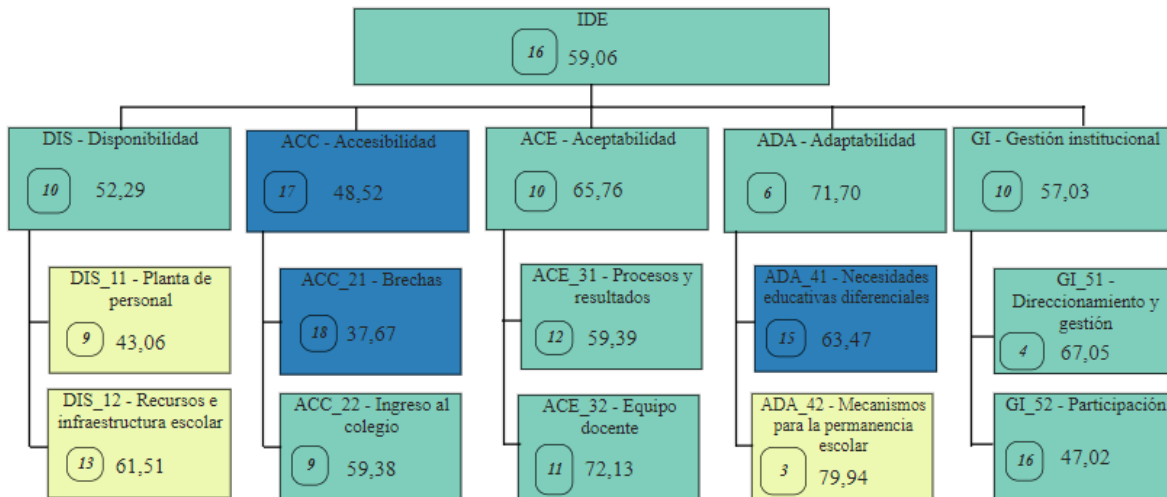 IDE
16 59,06
DIS - Disponibilidad
10 52,29
ACC - Accesibilidad
17 48,52
ACE - Aceptabilidad
10 65,76
ADA - Adaptabilidad
6 71,70
GI - Gestión institucional
10 57,03
DIS_11 - Planta de
personal
9 43,06
ACC_21 - Brechas
18 37,67
ACE_31 - Procesos y
resultados
12 59,39
ADA_41 - Necesidades
educativas diferenciales
15 63,47
GI_51 -
Direccionamiento y
gestión
4 67,05
DIS_12 - Recursos e
infraestructura escolar
13 61,51
ACC_22 - Ingreso al
colegio
9 59,38
ACE_32 - Equipo
docente
11 72,13
ADA_42 - Mecanismos
para la permanencia
escolar
3 79,94
GI_52 - Participación
16 47,02